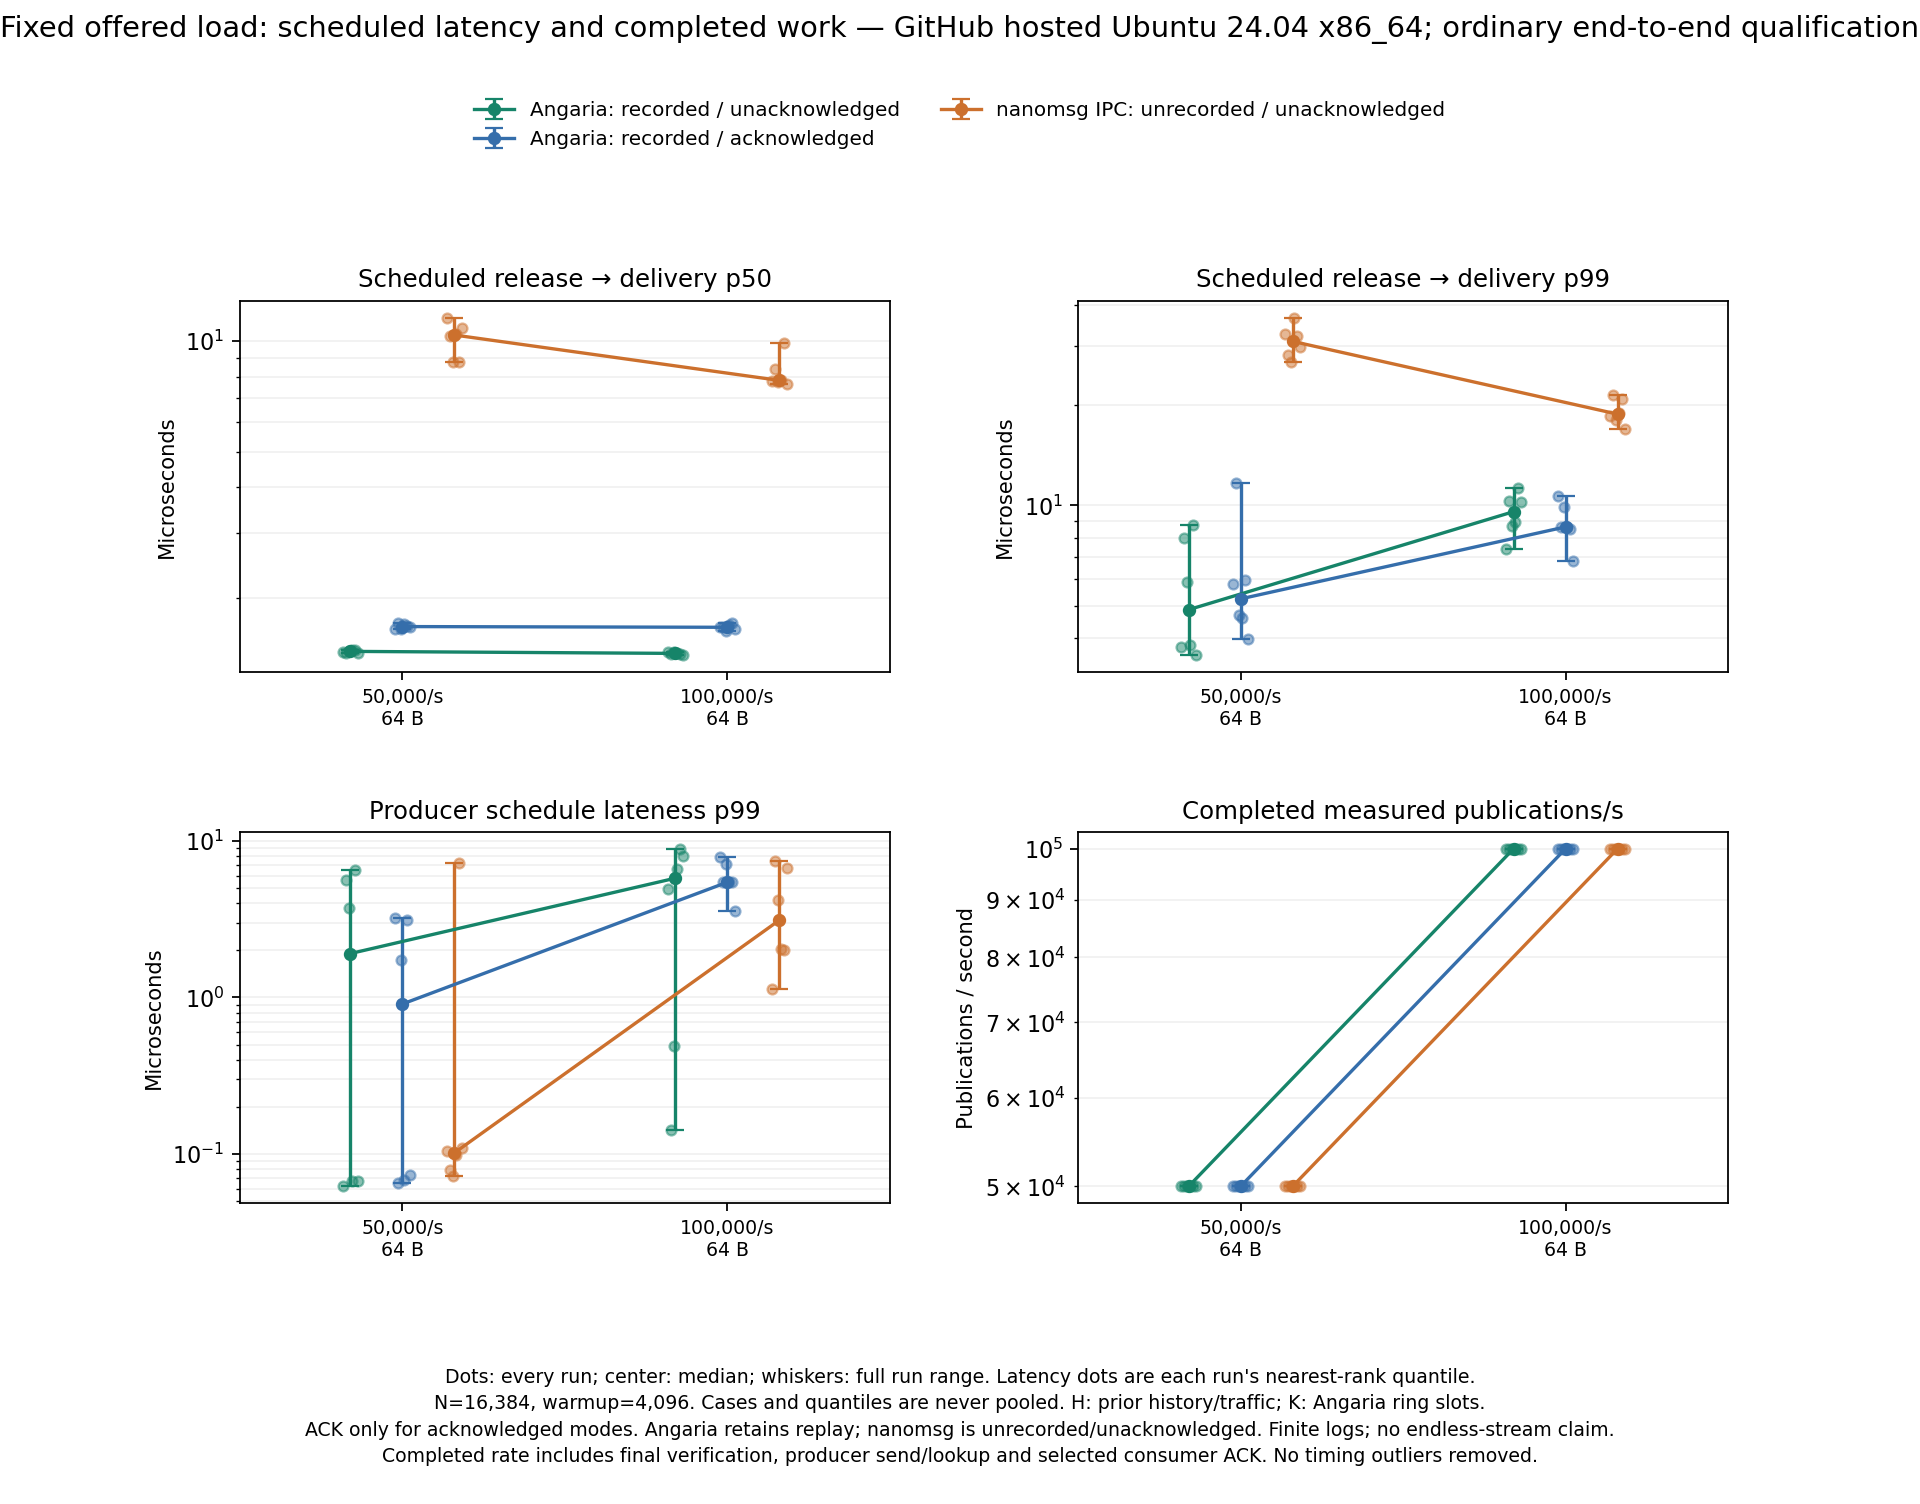 Fixed offered load: scheduled latency and completed work — GitHub hosted Ubuntu 24.04 x86_64; ordinary end-to-end qualification
Angaria: recorded / unacknowledged
Angaria: recorded / acknowledged
nanomsg IPC: unrecorded / unacknowledged
Scheduled release → delivery p50
Microseconds
10¹
50,000/s
64 B
100,000/s
64 B
Scheduled release → delivery p99
Microseconds
10¹
50,000/s
64 B
100,000/s
64 B
Producer schedule lateness p99
Microseconds
10¹
10⁰
10⁻¹
50,000/s
64 B
100,000/s
64 B
Completed measured publications/s
Publications / second
10⁵
9 × 10⁴
8 × 10⁴
7 × 10⁴
6 × 10⁴
5 × 10⁴
50,000/s
64 B
100,000/s
64 B
Dots: every run; center: median; whiskers: full run range. Latency dots are each run's nearest-rank quantile.
N=16,384, warmup=4,096. Cases and quantiles are never pooled. H: prior history/traffic; K: Angaria ring slots.
ACK only for acknowledged modes. Angaria retains replay; nanomsg is unrecorded/unacknowledged. Finite logs; no endless-stream claim.
Completed rate includes final verification, producer send/lookup and selected consumer ACK. No timing outliers removed.